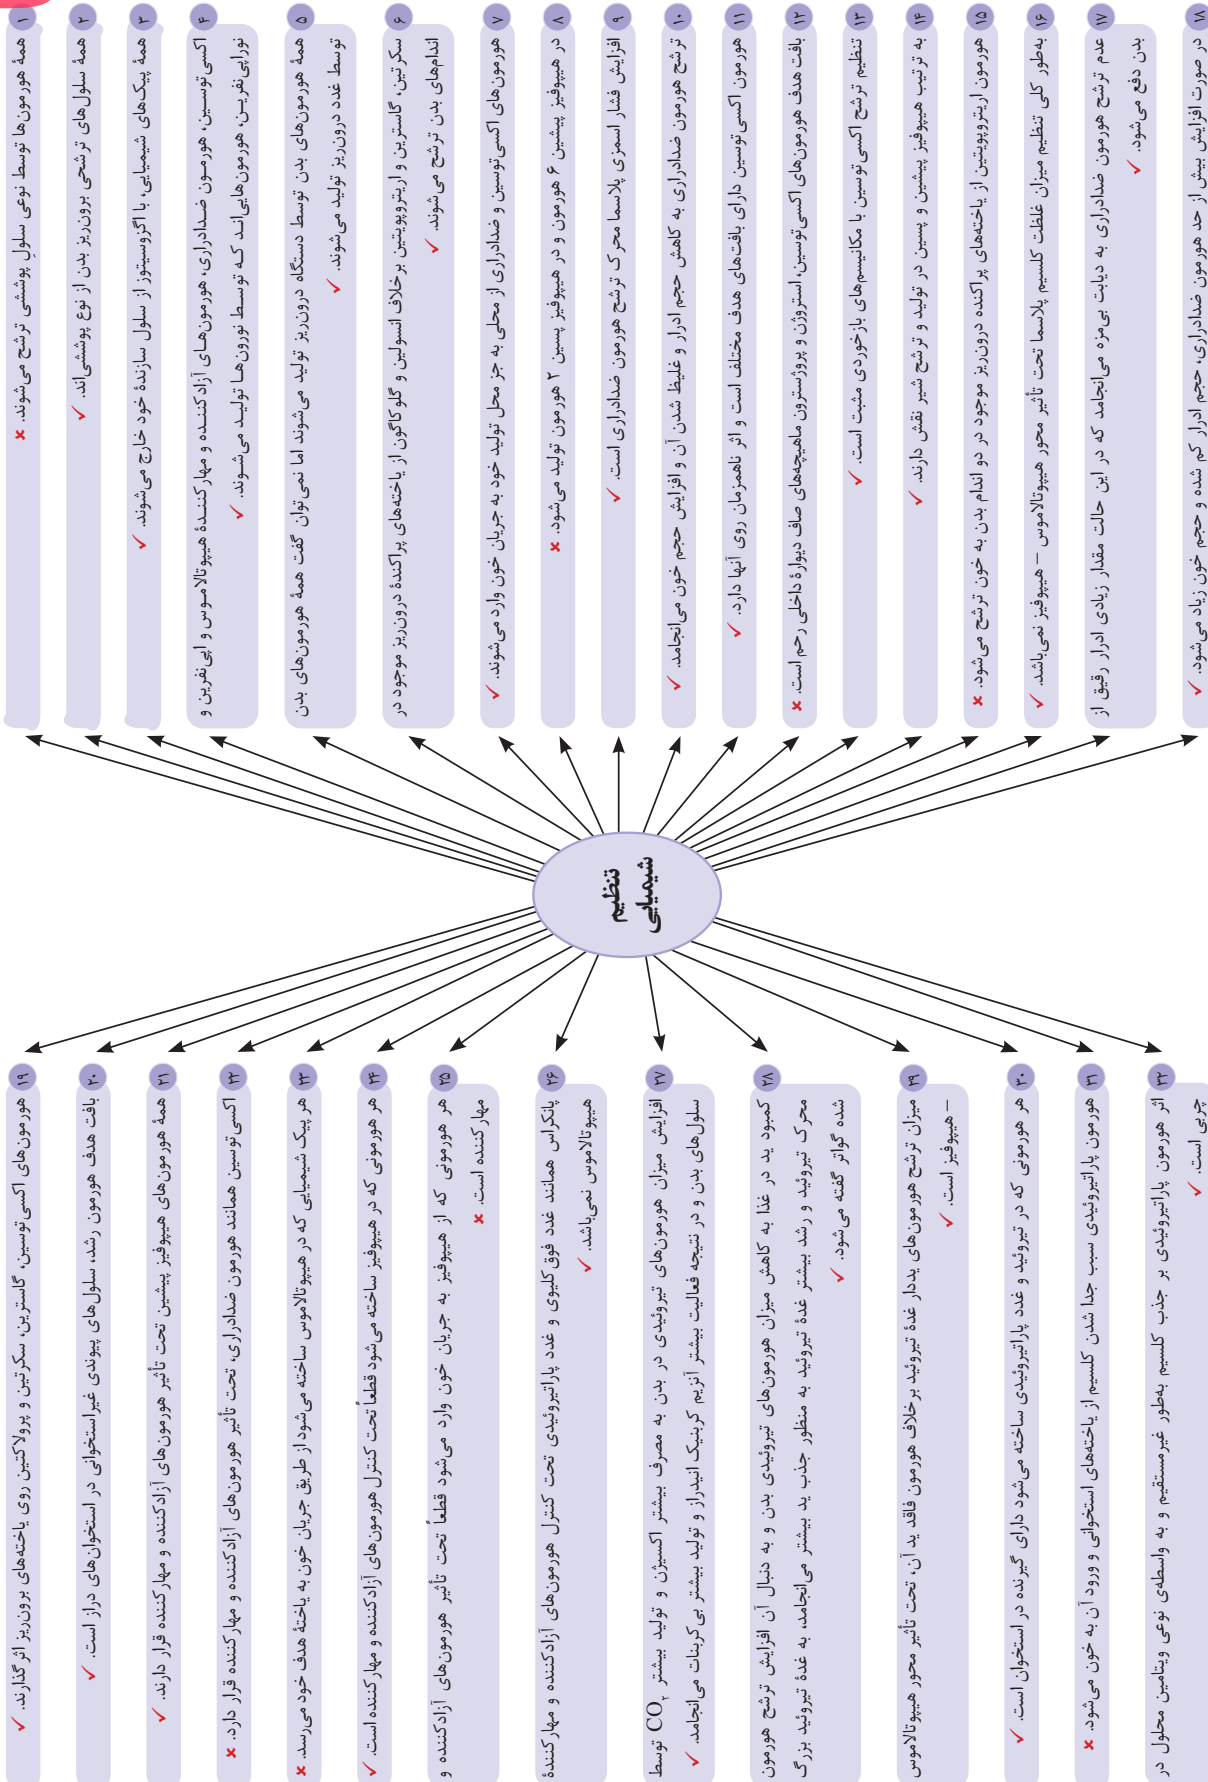 تنظیم
شیمیایی
۱ همهٔ هورمون‌ها توسط نوعی سلول پوششی ترشح می‌شوند. ×
۲ همهٔ سلول‌های ترشحی برون‌ریز بدن از نوع پوششی‌اند. ✓
۳ همهٔ پیک‌های شیمیایی، با اگزوسیتوز از سلول سازندهٔ خود خارج می‌شوند. ✓
۴ اکسی‌توسین، هورمون ضدادراری، هورمون‌های آزادکننده و مهارکنندهٔ هیپوتالاموس و اپی‌نفرین و
نوراپی‌نفرین، هورمون‌هایی‌اند که توسط نورون‌ها تولید می‌شوند. ✓
۵ همهٔ هورمون‌های بدن توسط دستگاه درون‌ریز تولید می‌شوند اما نمی‌توان گفت همهٔ هورمون‌های بدن
توسط غدد درون‌ریز تولید می‌شوند. ✓
۶ سکرتین، گاسترین و اریتروپویتین برخلاف انسولین و گلوکاگون از یاخته‌های پراکندهٔ درون‌ریز موجود در
اندام‌های بدن ترشح می‌شوند. ✓
۷ هورمون‌های اکسی‌توسین و ضدادراری از محلی به جز محل تولید خود به جریان خون وارد می‌شوند. ✓
۸ در هیپوفیز پیشین ۶ هورمون و در هیپوفیز پسین ۲ هورمون تولید می‌شود. ×
۹ افزایش فشار اسمزی پلاسما محرک ترشح هورمون ضدادراری است. ✓
۱۰ ترشح هورمون ضدادراری به کاهش حجم ادرار و غلیظ شدن آن و افزایش حجم خون می‌انجامد. ✓
۱۱ هورمون اکسی‌توسین دارای بافت‌های هدف مختلف است و اثر ناهمزمان روی آنها دارد. ✓
۱۲ بافت هدف هورمون‌های اکسی‌توسین، استروژن و پروژسترون ماهیچه‌های صاف دیوارهٔ داخلی رحم است. ×
۱۳ تنظیم ترشح اکسی‌توسین با مکانیسم‌های بازخوردی مثبت است. ✓
۱۴ به ترتیب هیپوفیز پیشین و پسین در تولید و ترشح شیر نقش دارند. ✓
۱۵ هورمون اریتروپویتین از یاخته‌های پراکنده درون‌ریز موجود در دو اندام بدن به خون ترشح می‌شود. ×
۱۶ به‌طور کلی تنظیم میزان غلظت کلسیم پلاسما تحت تأثیر محور هیپوتالاموس – هیپوفیز نمی‌باشد. ✓
۱۷ عدم ترشح هورمون ضدادراری به دیابت بی‌مزه می‌انجامد که در این حالت مقدار زیادی ادرار رقیق از
بدن دفع می‌شود. ✓
۱۸ در صورت افزایش بیش از حد هورمون ضدادراری، حجم ادرار کم شده و حجم خون زیاد می‌شود. ✓
۱۹ هورمون‌های اکسی‌توسین، گاسترین، سکرتین و پرولاکتین روی یاخته‌های برون‌ریز اثرگذارند. ✓
۲۰ بافت هدف هورمون رشد، سلول‌های پیوندی غیراستخوانی در استخوان‌های دراز است. ✓
۲۱ همهٔ هورمون‌های هیپوفیز پیشین تحت تأثیر هورمون‌های آزادکننده و مهارکننده قرار دارند. ✓
۲۲ اکسی‌توسین همانند هورمون ضدادراری، تحت تأثیر هورمون‌های آزادکننده و مهارکننده قرار دارد. ×
۲۳ هر پیک شیمیایی که در هیپوتالاموس ساخته می‌شود از طریق جریان خون به یاختهٔ هدف خود می‌رسد. ×
۲۴ هر هورمونی که در هیپوفیز ساخته می‌شود قطعاً تحت کنترل هورمون‌های آزادکننده و مهارکننده است. ✓
۲۵ هر هورمونی که از هیپوفیز به جریان خون وارد می‌شود قطعاً تحت تأثیر هورمون‌های آزادکننده و
مهارکننده است. ×
۲۶ پانکراس همانند غدد فوق کلیوی و غدد پاراتیروئیدی تحت کنترل هورمون‌های آزادکننده و مهارکنندهٔ
هیپوتالاموس نمی‌باشد. ✓
۲۷ افزایش میزان هورمون‌های تیروئیدی در بدن به مصرف بیشتر اکسیژن و تولید بیشتر CO₂ توسط
سلول‌های بدن و در نتیجه فعالیت بیشتر آنزیم کربنیک انیدراز و تولید بیشتر بی‌کربنات می‌انجامد. ✓
۲۸ کمبود ید در غذا به کاهش میزان هورمون‌های تیروئیدی بدن و به دنبال آن افزایش ترشح هورمون
محرک تیروئید و رشد بیشتر غدهٔ تیروئید به منظور جذب ید بیشتر می‌انجامد، به غدهٔ تیروئید بزرگ
شده گواتر گفته می‌شود. ✓
۲۹ میزان ترشح هورمون‌های یددار غدهٔ تیروئید برخلاف هورمون فاقد ید آن، تحت تأثیر محور هیپوتالاموس
– هیپوفیز است. ✓
۳۰ هر هورمونی که در تیروئید و غدد پاراتیروئیدی ساخته می‌شود دارای گیرنده در استخوان است. ✓
۳۱ هورمون پاراتیروئیدی سبب جدا شدن کلسیم از یاخته‌های استخوانی و ورود آن به خون می‌شود. ×
۳۲ اثر هورمون پاراتیروئیدی بر جذب کلسیم به‌طور غیرمستقیم و به واسطه‌ی نوعی ویتامین محلول در
چربی است. ✓